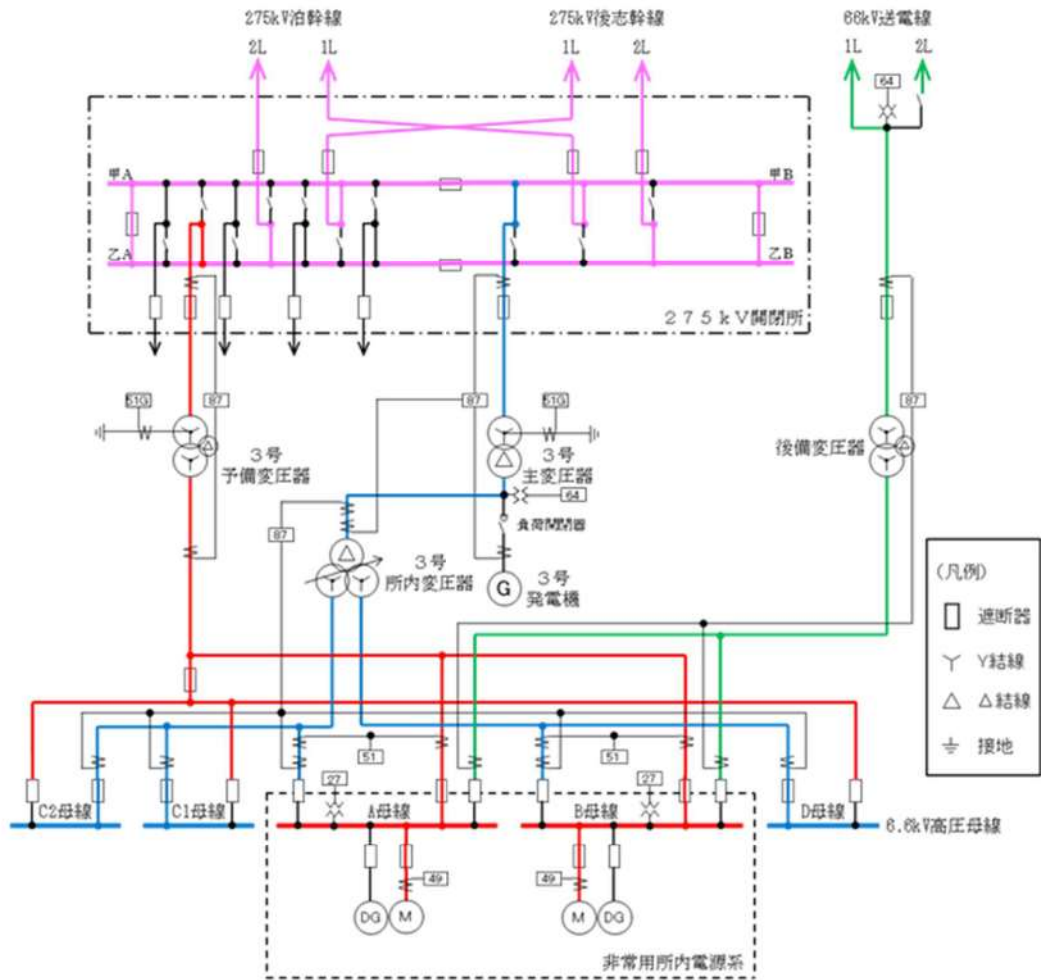 275kV泊幹線
275kV後志幹線
66kV送電線
2L
1L
1L
2L
1L
2L
64
甲A
甲B
乙A
乙B
275kV開閉所
51G
87
87
51G
87
3号
予備変圧器
3号
主変圧器
後備変圧器
64
負荷開閉器
87
3号
所内変圧器
G
3号
発電機
(凡例)
遮断器
Y結線
Δ結線
接地
51
51
27
27
C2母線
C1母線
A母線
B母線
D母線
6.6kV高圧母線
49
49
DG
M
M
DG
非常用所内電源系